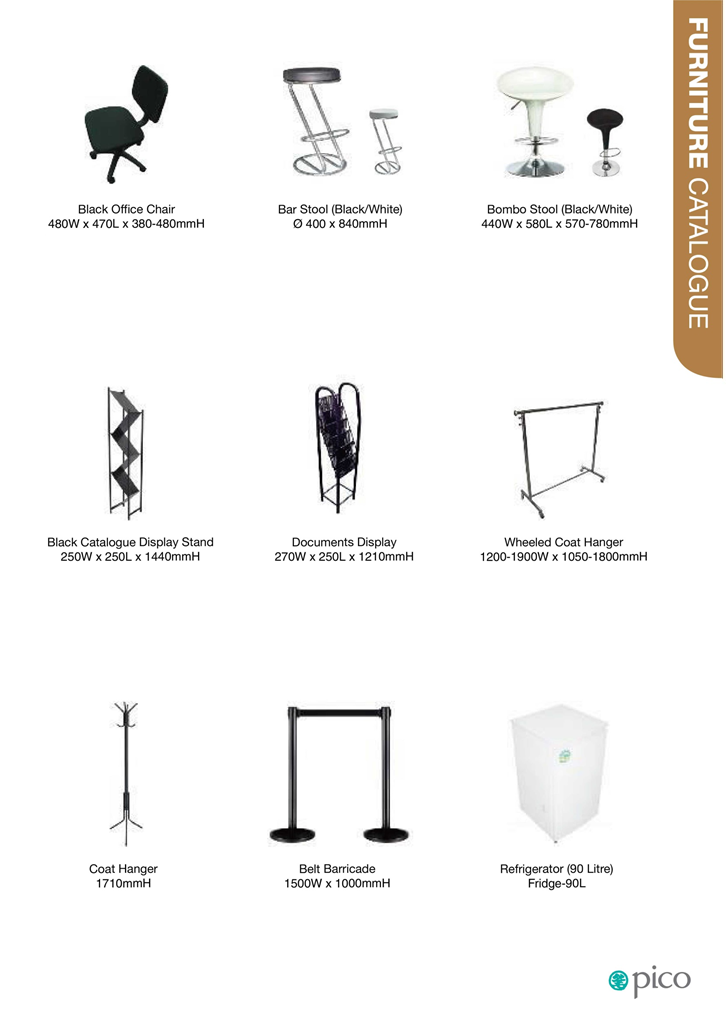 FURNITURE CATALOGUE
Black Office Chair
480W x 470L x 380-480mmH
Bar Stool (Black/White)
Ø 400 x 840mmH
Bombo Stool (Black/White)
440W x 580L x 570-780mmH
Black Catalogue Display Stand
250W x 250L x 1440mmH
Documents Display
270W x 250L x 1210mmH
Wheeled Coat Hanger
1200-1900W x 1050-1800mmH
Coat Hanger
1710mmH
Belt Barricade
1500W x 1000mmH
Refrigerator (90 Litre)
Fridge-90L
pico